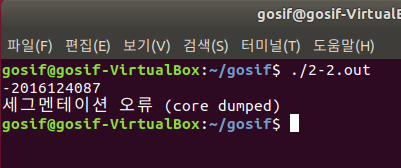 gosif@gosif-VirtualB
파일(F) 편집(E) 보기(V) 검색(S) 터미널(T) 도움말(H)
gosif@gosif-VirtualBox:~/gosif$ ./2-2.out
-2016124087
세그멘테이션 오류 (core dumped)
gosif@gosif-VirtualBox:~/gosif$